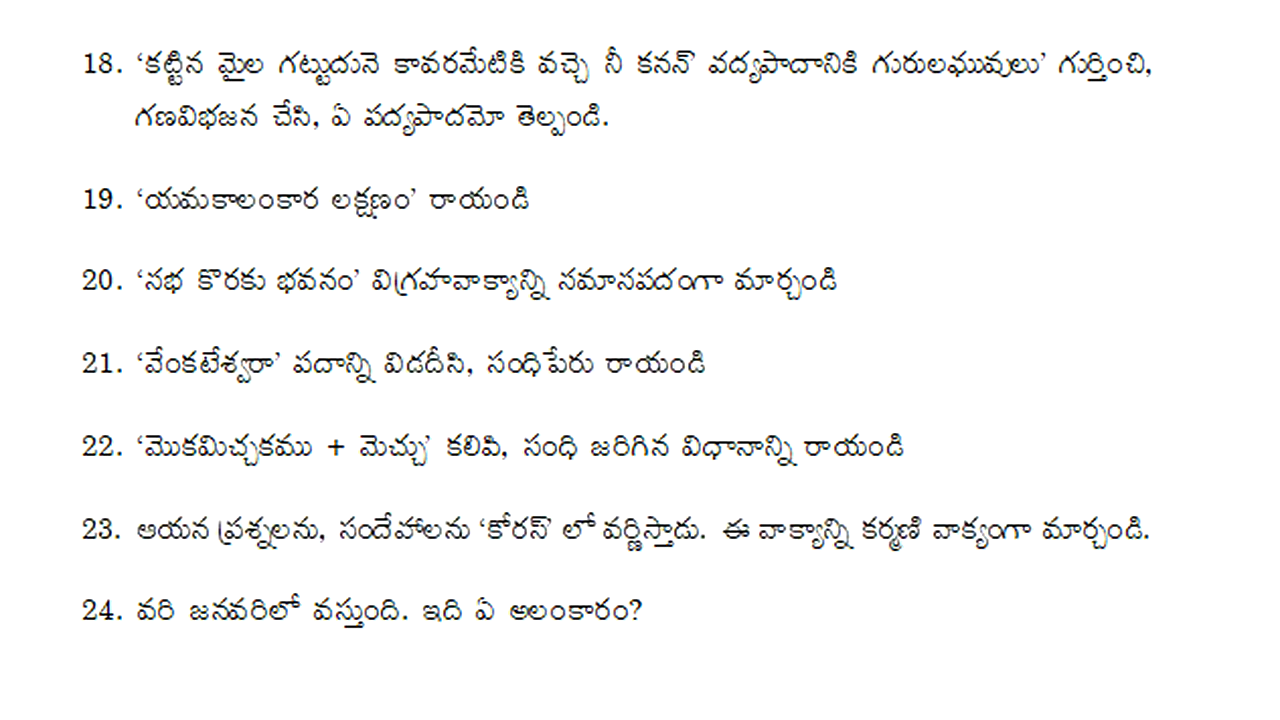 18. ‘కట్టిన మైల గట్టుదునె కావరమేటికి వచ్చె నీ కనన్’ వద్యపాదానికి గురులఘువులు’ గుర్తించి,
గణవిభజన చేసి, ఏ పద్యపాదమో తెల్పండి.
19. ‘యమకాలంకార లక్షణం’ రాయండి
20. ‘సభ కొరకు భవనం’ విగ్రహవాక్యాన్ని సమాసపదంగా మార్చండి
21. ‘వేంకటేశ్వరా’ పదాన్ని విడదీసి, సంధిపేరు రాయండి
22. ‘మొకమిచ్చకము + మెచ్చు’ కలిపి, సంధి జరిగిన విధానాన్ని రాయండి
23. ఆయన ప్రశ్నలను, సందేహాలను ‘కోరస్’ లో వర్ణిస్తాడు. ఈ వాక్యాన్ని కర్మణి వాక్యంగా మార్చండి.
24. వరి జనవరిలో వస్తుంది. ఇది ఏ అలంకారం?